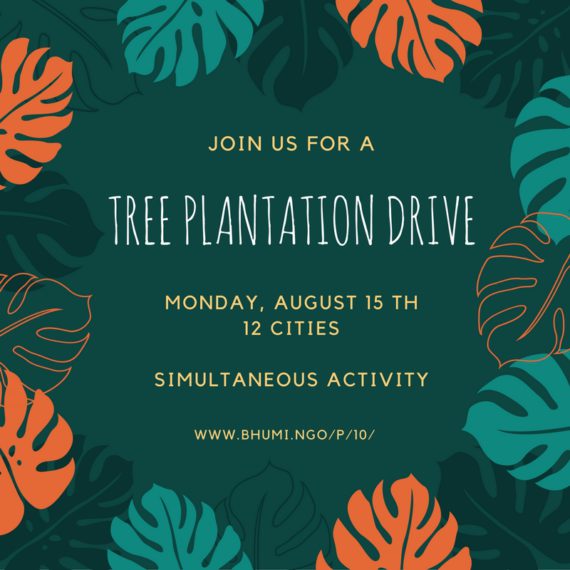 JOIN US FOR A
TREE PLANTATION DRIVE
MONDAY, AUGUST 15 TH
12 CITIES
SIMULTANEOUS ACTIVITY
WWW.BHUMI.NGO/P/10/